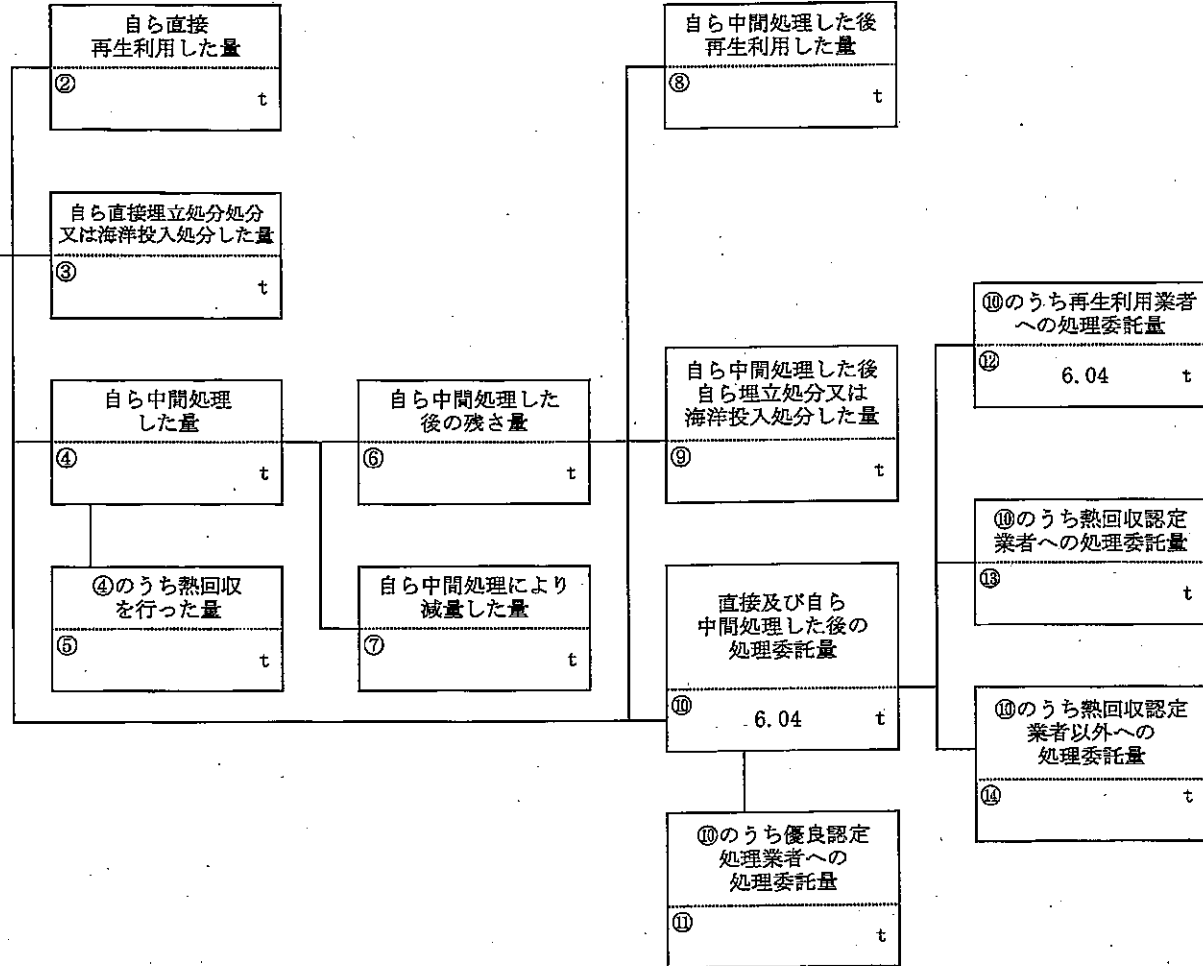 自ら直接
再生利用した量
②
t
自ら中間処理した後
再生利用した量
⑧
t
自ら直接埋立処分処分
又は海洋投入処分した量
③
t
⑩のうち再生利用業者
への処理委託量
⑫
6.04 t
自ら中間処理
した量
④
t
自ら中間処理した
後の残さ量
⑥
t
自ら中間処理した後
自ら埋立処分又は
海洋投入処分した量
⑨
t
⑩のうち熱回収認定
業者への処理委託量
⑬
t
④のうち熱回収
を行った量
⑤
t
自ら中間処理により
減量した量
⑦
t
直接及び自ら
中間処理した後の
処理委託量
⑩
6.04 t
⑩のうち熱回収認定
業者以外への
処理委託量
⑭
t
⑩のうち優良認定
処理業者への
処理委託量
⑪
t